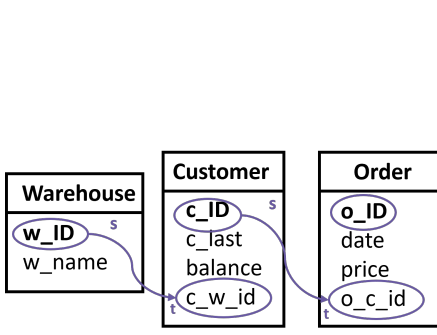 Warehouse
w_ID
w_name
s
t
Customer
c_ID
c_last
balance
c_w_id
s
t
Order
o_ID
date
price
o_c_id